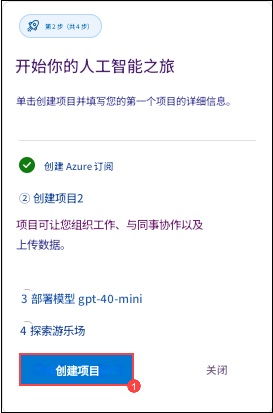 第2步（共4步）
开始你的人工智能之旅
单击创建项目并填写您的第一个项目的详细信息。
创建 Azure 订阅
② 创建项目2
项目可让您组织工作、与同事协作以及
上传数据。
3 部署模型 gpt-40-mini
4 探索游乐场
创建项目
关闭
1